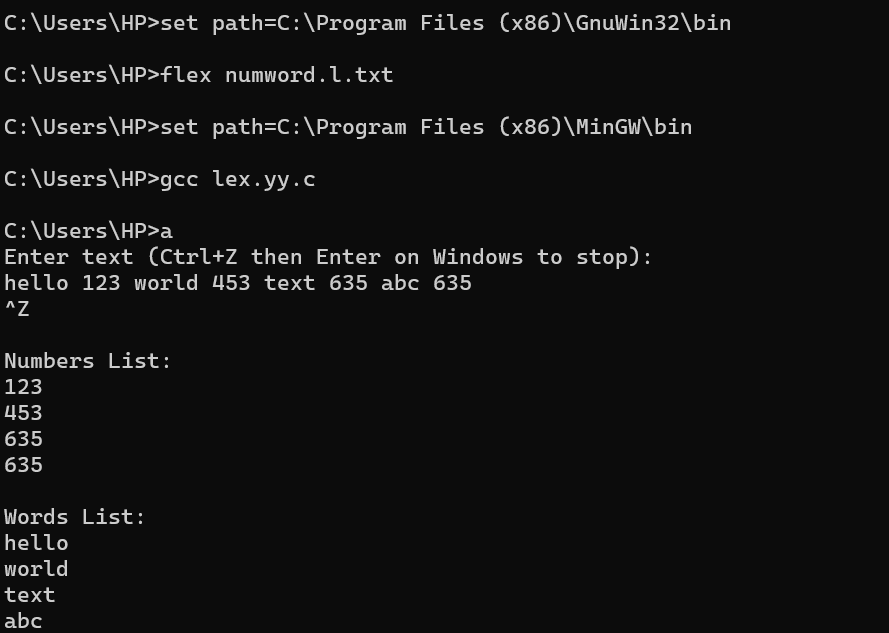 C:\Users\HP>set path=C:\Program Files (x86)\GnuWin32\bin
C:\Users\HP>flex numword.l.txt
C:\Users\HP>set path=C:\Program Files (x86)\MinGW\bin
C:\Users\HP>gcc lex.yy.c
C:\Users\HP>a
Enter text (Ctrl+Z then Enter on Windows to stop):
hello 123 world 453 text 635 abc 635
^Z
Numbers List:
123
453
635
635
Words List:
hello
world
text
abc